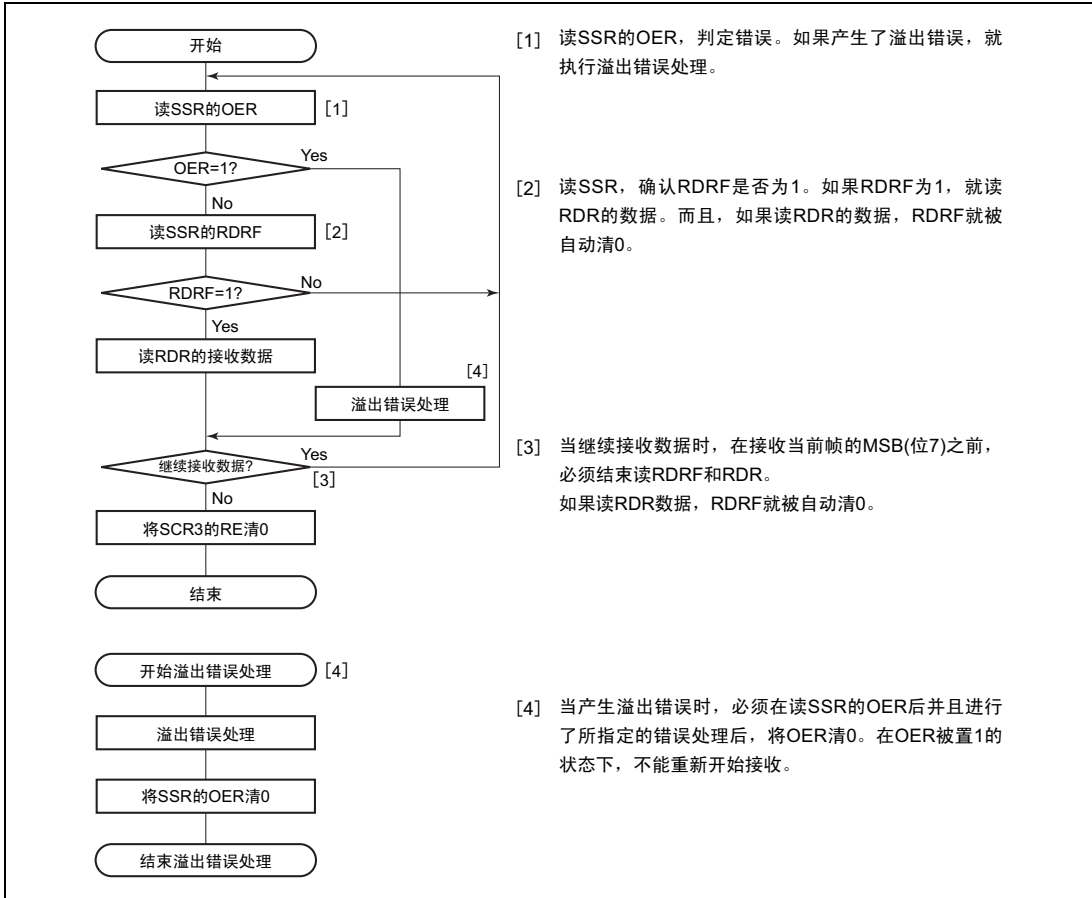 开始
读SSR的OER [1]
OER=1?
Yes
No
读SSR的RDRF [2]
RDRF=1?
No
Yes
读RDR的接收数据
[4]
溢出错误处理
继续接收数据?
Yes
[3]
No
将SCR3的RE清0
结束
开始溢出错误处理 [4]
溢出错误处理
将SSR的OER清0
结束溢出错误处理
[1] 读SSR的OER，判定错误。如果产生了溢出错误，就
执行溢出错误处理。
[2] 读SSR，确认RDRF是否为1。如果RDRF为1，就读
RDR的数据。而且，如果读RDR的数据，RDRF就被
自动清0。
[3] 当继续接收数据时，在接收当前帧的MSB(位7)之前，
必须结束读RDRF和RDR。
如果读RDR数据，RDRF就被自动清0。
[4] 当产生溢出错误时，必须在读SSR的OER后并且进行
了所指定的错误处理后，将OER清0。在OER被置1的
状态下，不能重新开始接收。